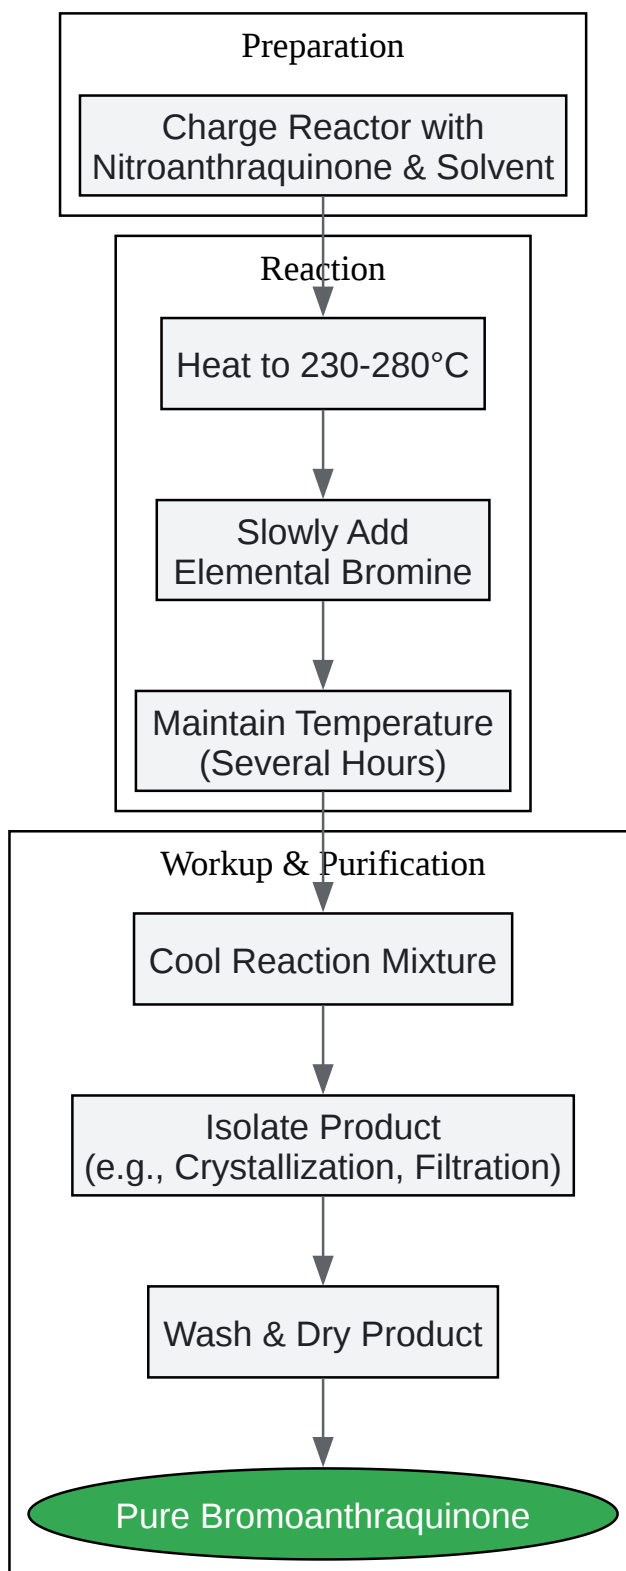 Preparation
Charge Reactor with
Nitroanthraquinone & Solvent
Reaction
Heat to 230-280°C
Slowly Add
Elemental Bromine
Maintain Temperature
(Several Hours)
Workup & Purification
Cool Reaction Mixture
Isolate Product
(e.g., Crystallization, Filtration)
Wash & Dry Product
Pure Bromoanthraquinone